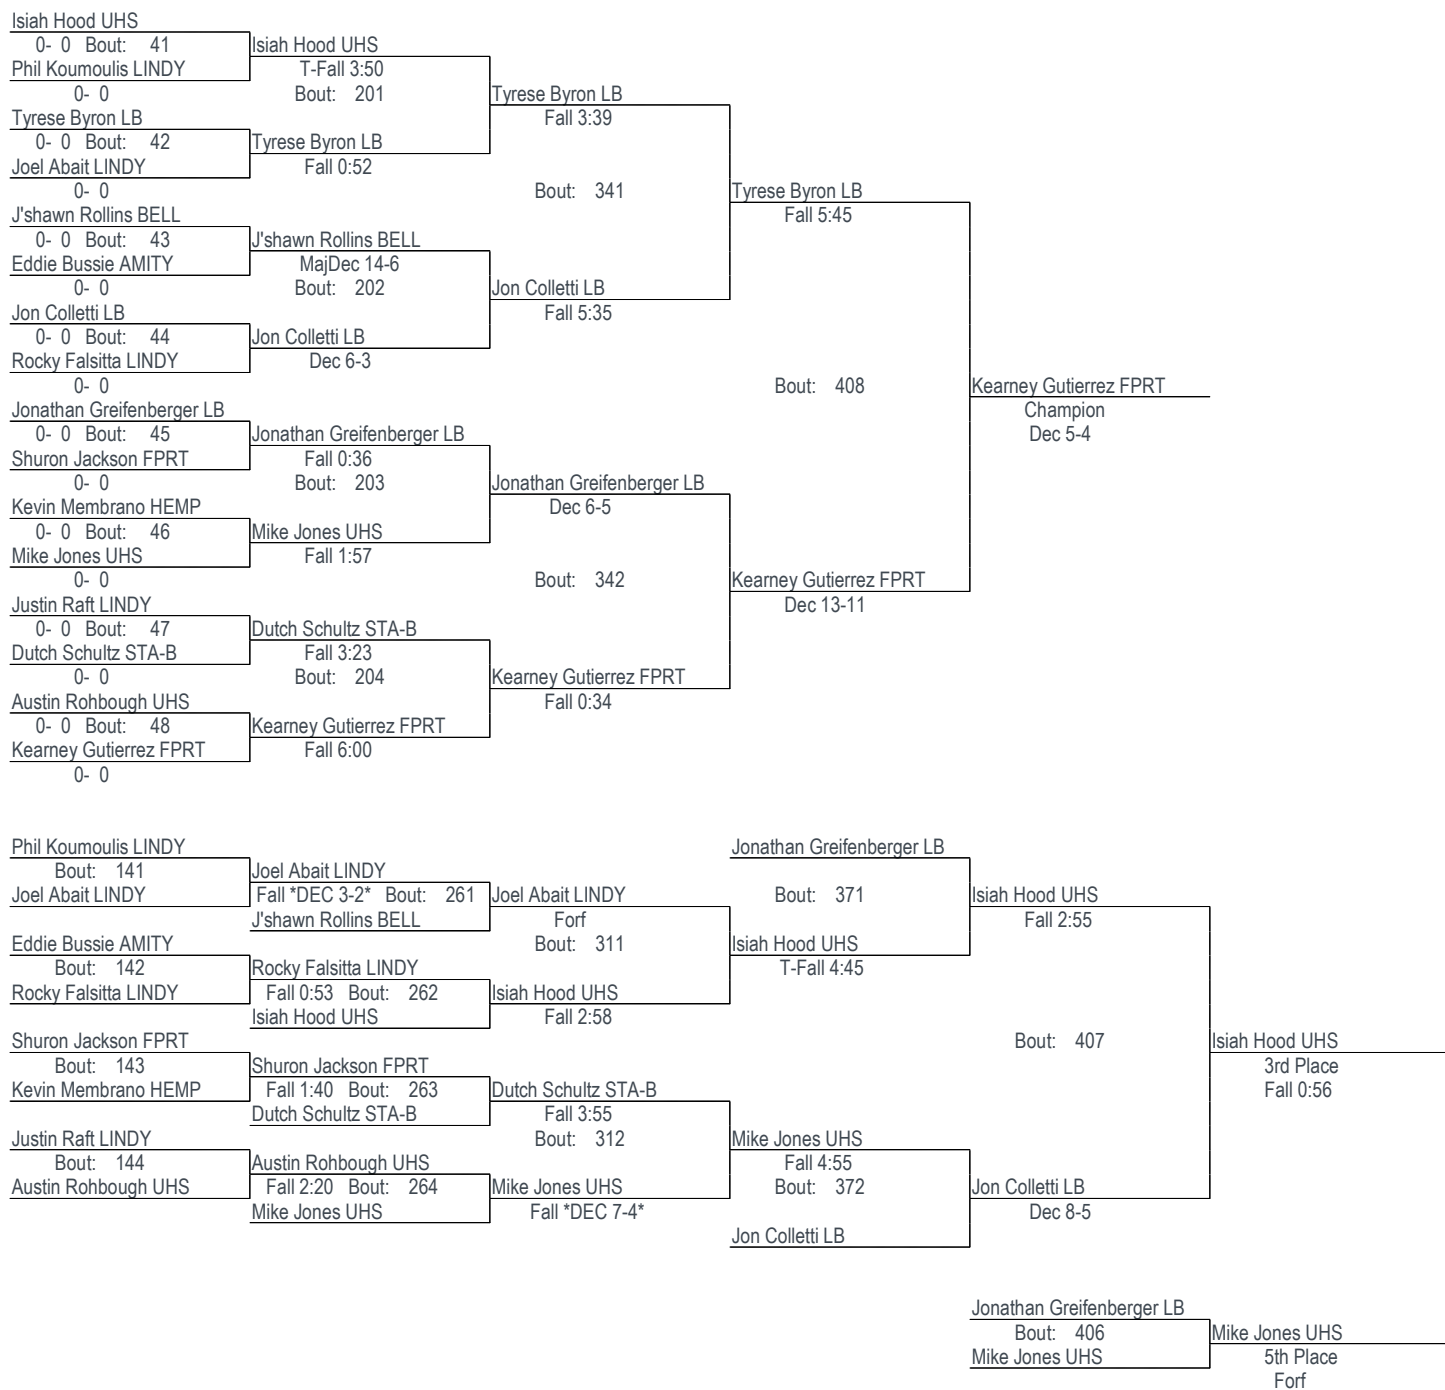 Isiah Hood UHS
0- 0 Bout: 41 Isiah Hood UHS
Phil Koumoulis LINDY T-Fall 3:50
0- 0 Bout: 201 Tyrese Byron LB
Tyrese Byron LB Fall 3:39
0- 0 Bout: 42 Tyrese Byron LB
Joel Abait LINDY Fall 0:52
0- 0 Bout: 341 Tyrese Byron LB
J'shawn Rollins BELL Fall 5:45
0- 0 Bout: 43 J'shawn Rollins BELL
Eddie Bussie AMITY MajDec 14-6
0- 0 Bout: 202 Jon Colletti LB
Jon Colletti LB Fall 5:35
0- 0 Bout: 44 Jon Colletti LB
Rocky Falsitta LINDY Dec 6-3
0- 0 Bout: 408 Kearney Gutierrez FPRT
Jonathan Greifenberger LB Champion
0- 0 Bout: 45 Jonathan Greifenberger LB Dec 5-4
Shuron Jackson FPRT Fall 0:36
0- 0 Bout: 203 Jonathan Greifenberger LB
Kevin Membrano HEMP Dec 6-5
0- 0 Bout: 46 Mike Jones UHS
Mike Jones UHS Fall 1:57
0- 0 Bout: 342 Kearney Gutierrez FPRT
Justin Raft LINDY Dec 13-11
0- 0 Bout: 47 Dutch Schultz STA-B
Dutch Schultz STA-B Fall 3:23
0- 0 Bout: 204 Kearney Gutierrez FPRT
Austin Rohbough UHS Fall 0:34
0- 0 Bout: 48 Kearney Gutierrez FPRT
Kearney Gutierrez FPRT Fall 6:00
0- 0
Phil Koumoulis LINDY Jonathan Greifenberger LB
Bout: 141 Joel Abait LINDY
Joel Abait LINDY Fall *DEC 3-2* Bout: 261 Joel Abait LINDY Bout: 371 Isiah Hood UHS
J'shawn Rollins BELL Forf Fall 2:55
Eddie Bussie AMITY Bout: 311 Isiah Hood UHS
Bout: 142 Rocky Falsitta LINDY T-Fall 4:45
Rocky Falsitta LINDY Fall 0:53 Bout: 262 Isiah Hood UHS
Isiah Hood UHS Fall 2:58
Shuron Jackson FPRT Bout: 407 Isiah Hood UHS
Bout: 143 Shuron Jackson FPRT 3rd Place
Kevin Membrano HEMP Fall 1:40 Bout: 263 Dutch Schultz STA-B Fall 0:56
Dutch Schultz STA-B Fall 3:55
Justin Raft LINDY Bout: 312 Mike Jones UHS
Bout: 144 Austin Rohbough UHS Fall 4:55
Austin Rohbough UHS Fall 2:20 Bout: 264 Mike Jones UHS Bout: 372 Jon Colletti LB
Mike Jones UHS Fall *DEC 7-4* Dec 8-5
Jon Colletti LB
Jonathan Greifenberger LB
Bout: 406 Mike Jones UHS
Mike Jones UHS 5th Place
Forf